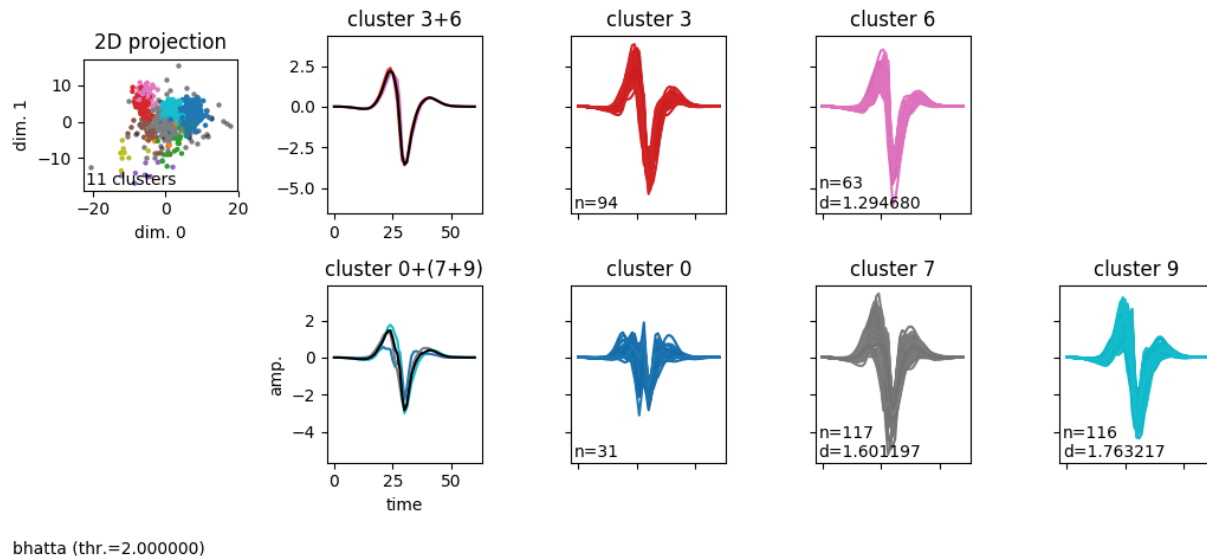 2D projection
dim. 1
10
0
−10
11 clusters
−20
0
20
dim. 0
cluster 3+6
2.5
0.0
−2.5
−5.0
0
25
50
cluster 3
n=94
cluster 6
n=63
d=1.294680
cluster 0+(7+9)
amp.
2
0
−2
−4
0
25
50
time
cluster 0
n=31
cluster 7
n=117
d=1.601197
cluster 9
n=116
d=1.763217
bhatta (thr.=2.000000)